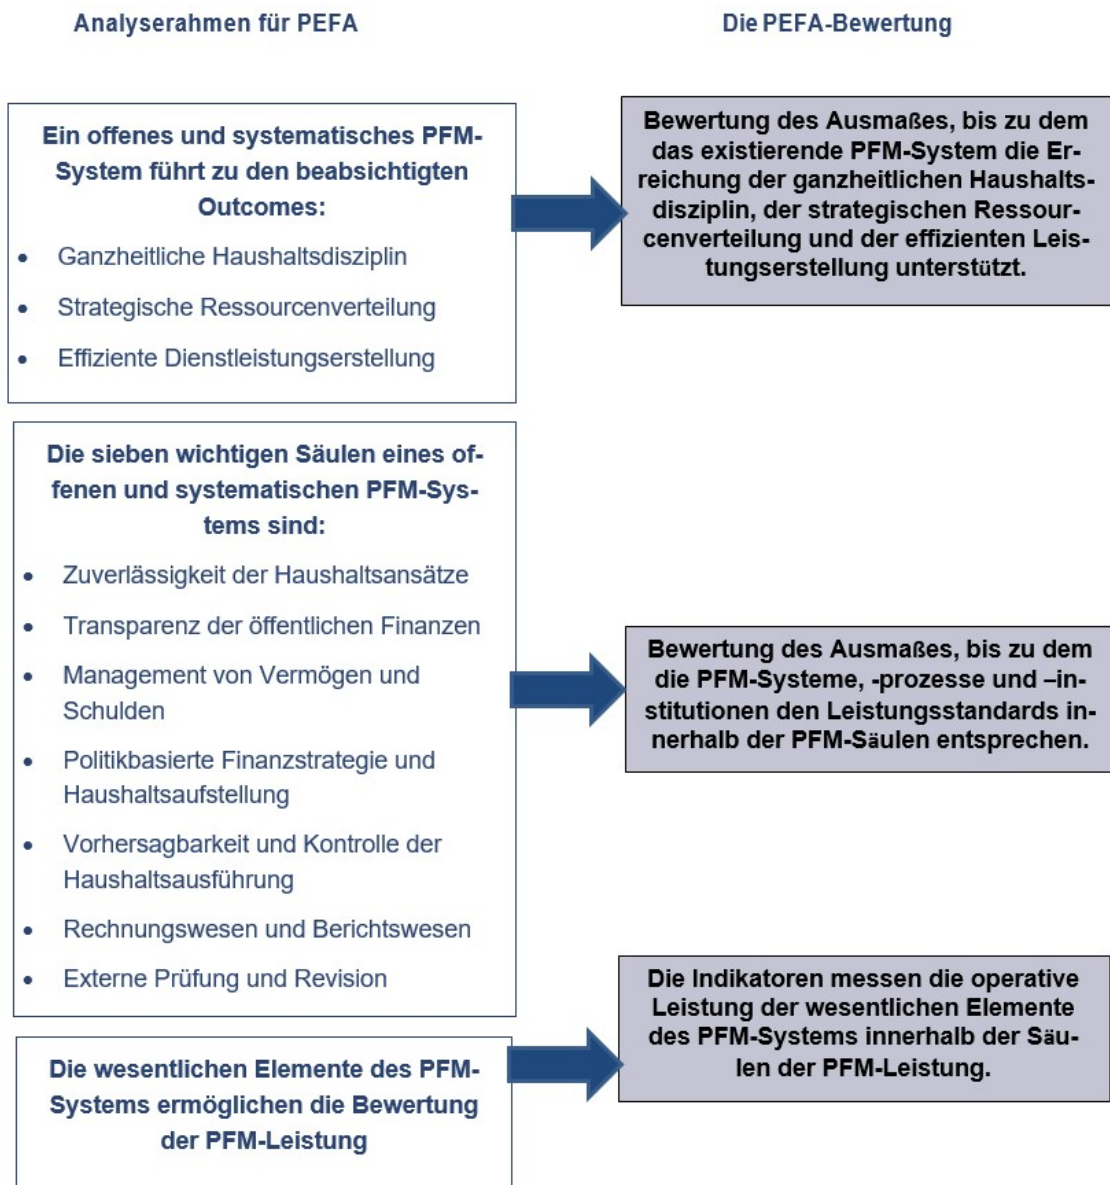 Analyserahmen für PEFA
Die PEFA-Bewertung
Ein offenes und systematisches PFM-
System führt zu den beabsichtigten
Outcomes:
• Ganzheitliche Haushaltsdisziplin
• Strategische Ressourcenverteilung
• Effiziente Dienstleistungserstellung
Bewertung des Ausmaßes, bis zu dem
das existierende PFM-System die Er-
reichung der ganzheitlichen Haushalts-
disziplin, der strategischen Ressour-
cenverteilung und der effizienten Leis-
tungserstellung unterstützt.
Die sieben wichtigen Säulen eines of-
fenen und systematischen PFM-Sys-
tems sind:
• Zuverlässigkeit der Haushaltsansätze
• Transparenz der öffentlichen Finanzen
• Management von Vermögen und
Schulden
• Politikbasierte Finanzstrategie und
Haushaltsaufstellung
• Vorhersagbarkeit und Kontrolle der
Haushaltsausführung
• Rechnungswesen und Berichtswesen
• Externe Prüfung und Revision
Bewertung des Ausmaßes, bis zu dem
die PFM-Systeme, -prozesse und –in-
stitutionen den Leistungsstandards in-
nerhalb der PFM-Säulen entsprechen.
Die wesentlichen Elemente des PFM-
Systems ermöglichen die Bewertung
der PFM-Leistung
Die Indikatoren messen die operative
Leistung der wesentlichen Elemente
des PFM-Systems innerhalb der Säu-
len der PFM-Leistung.